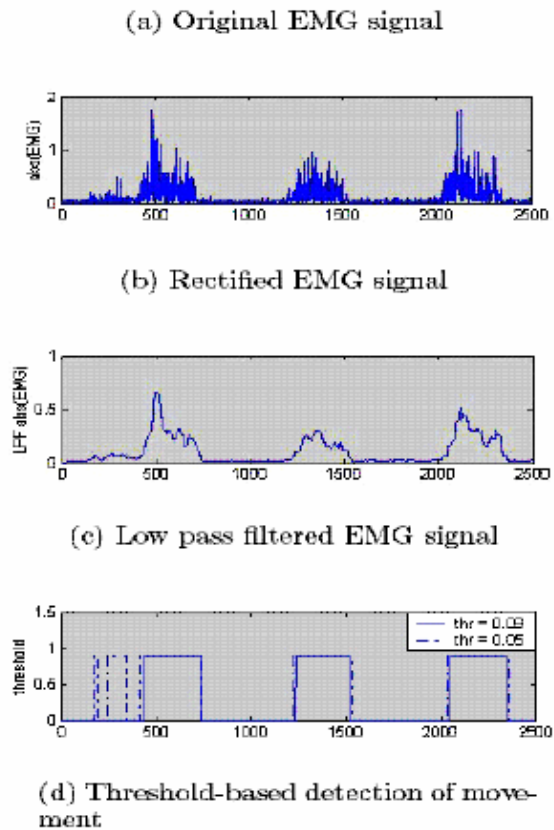 (a) Original EMG signal
2
1
0
abs(EMG)
0 500 1000 1500 2000 2500
(b) Rectified EMG signal
1
0.5
0
LPF abs(EMG)
0 500 1000 1500 2000 2500
(c) Low pass filtered EMG signal
1.5
1
0.5
0
threshold
thr = 0.09
thr = 0.05
0 500 1000 1500 2000 2500
(d) Threshold-based detection of move-
ment